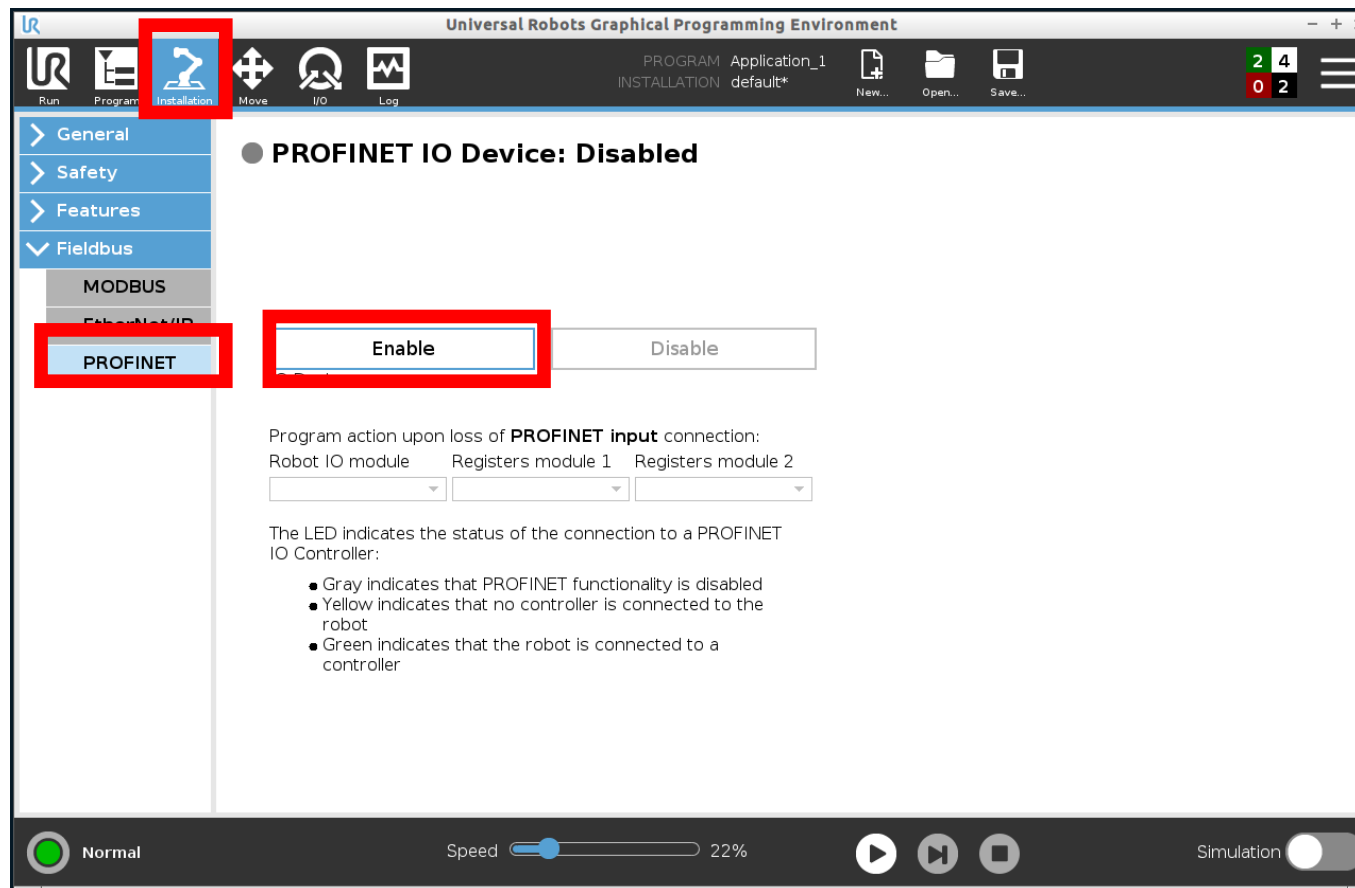 UR
Universal Robots Graphical Programming Environment
UR
Run
Program
Installation
Move
I/O
Log
PROGRAM Application_1
INSTALLATION default*
New...
Open...
Save...
2 4
0 2
General
Safety
Features
Fieldbus
MODBUS
EtherNet/IP
PROFINET
PROFINET IO Device: Disabled
Enable
Disable
Program action upon loss of PROFINET input connection:
Robot IO module
Registers module 1
Registers module 2
The LED indicates the status of the connection to a PROFINET
IO Controller:
Gray indicates that PROFINET functionality is disabled
Yellow indicates that no controller is connected to the
robot
Green indicates that the robot is connected to a
controller
Normal
Speed
22%
Simulation